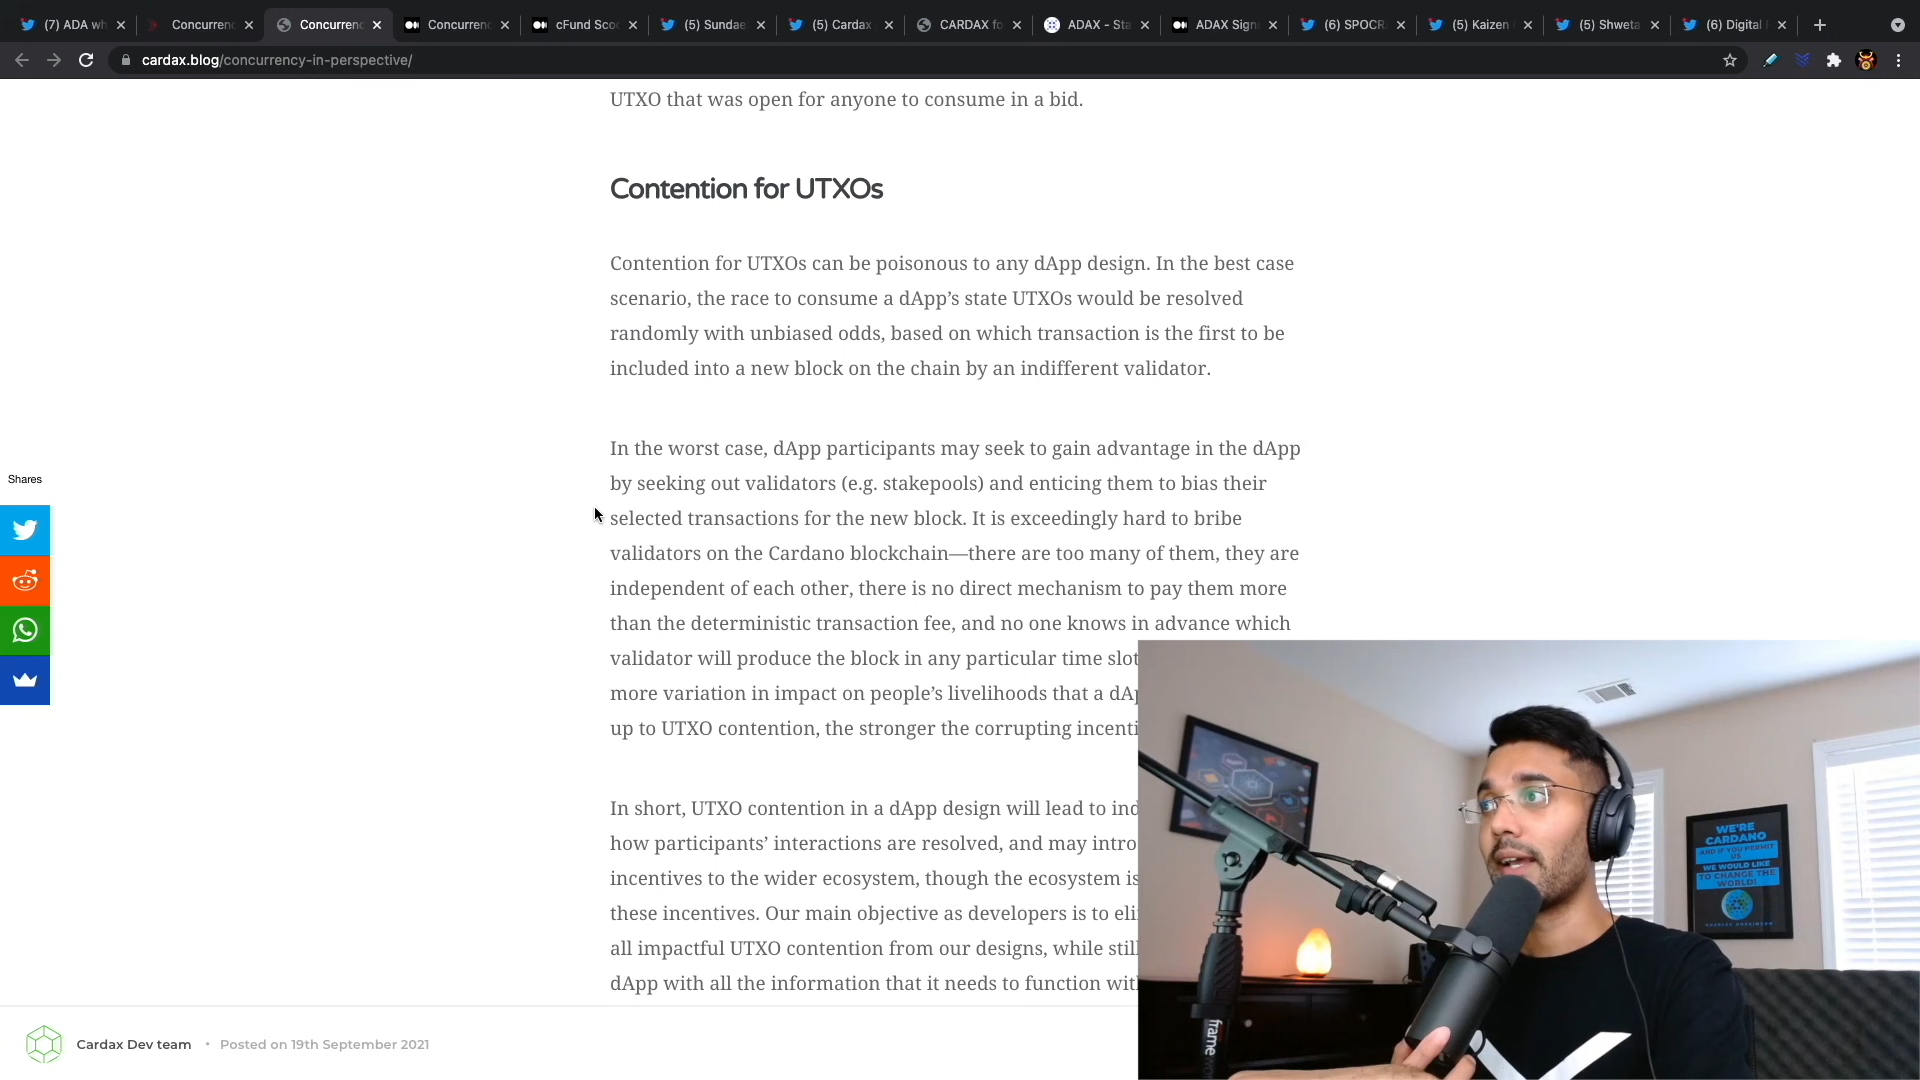 (7) ADA wh
Concurrenc
Concurrenc
Concurrenc
cFund Sco
(5) Sundae
(5) Cardax
CARDAX fo
ADAX - Sta
ADAX Sign
(6) SPOCR
(5) Kaizen
(5) Shweta
(6) Digital
cardax.blog/concurrency-in-perspective/
UTXO that was open for anyone to consume in a bid.
Contention for UTXOs
Contention for UTXOs can be poisonous to any dApp design. In the best case
scenario, the race to consume a dApp’s state UTXOs would be resolved
randomly with unbiased odds, based on which transaction is the first to be
included into a new block on the chain by an indifferent validator.
In the worst case, dApp participants may seek to gain advantage in the dApp
by seeking out validators (e.g. stakepools) and enticing them to bias their
selected transactions for the new block. It is exceedingly hard to bribe
validators on the Cardano blockchain—there are too many of them, they are
independent of each other, there is no direct mechanism to pay them more
than the deterministic transaction fee, and no one knows in advance which
validator will produce the block in any particular time slot
more variation in impact on people’s livelihoods that a dAp
up to UTXO contention, the stronger the corrupting incenti
In short, UTXO contention in a dApp design will lead to ind
how participants’ interactions are resolved, and may intro
incentives to the wider ecosystem, though the ecosystem is
these incentives. Our main objective as developers is to eli
all impactful UTXO contention from our designs, while still
dApp with all the information that it needs to function with
Shares
Cardax Dev team • Posted on 19th September 2021
WE'RE
CARDANO
AND IF YOU PERMIT
US
WE WOULD LIKE
TO CHANGE THE
WORLD!
CHARLES HOSKINSON
frame